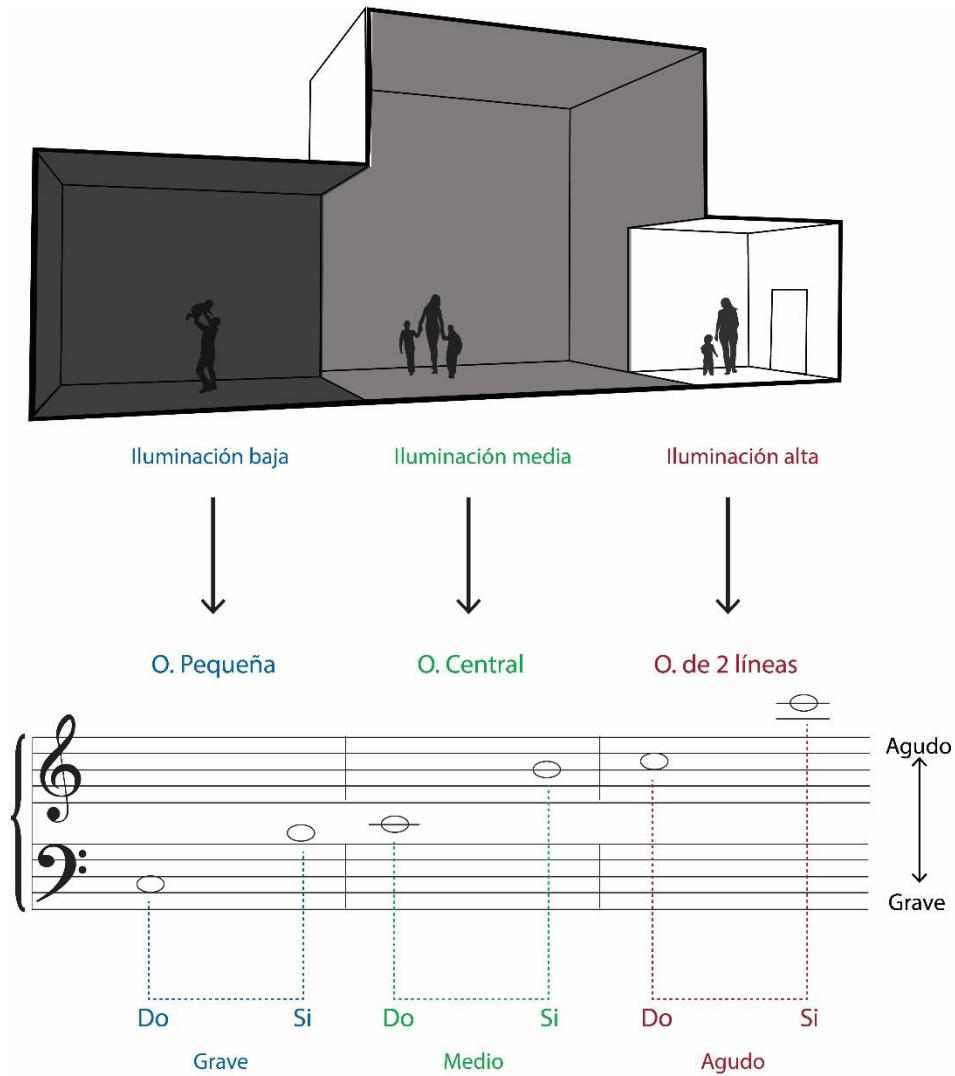 Iluminación baja Iluminación media Iluminación alta
O. Pequeña O. Central O. de 2 líneas
Agudo
Grave
Do Si Do Si Do Si
Grave Medio Agudo